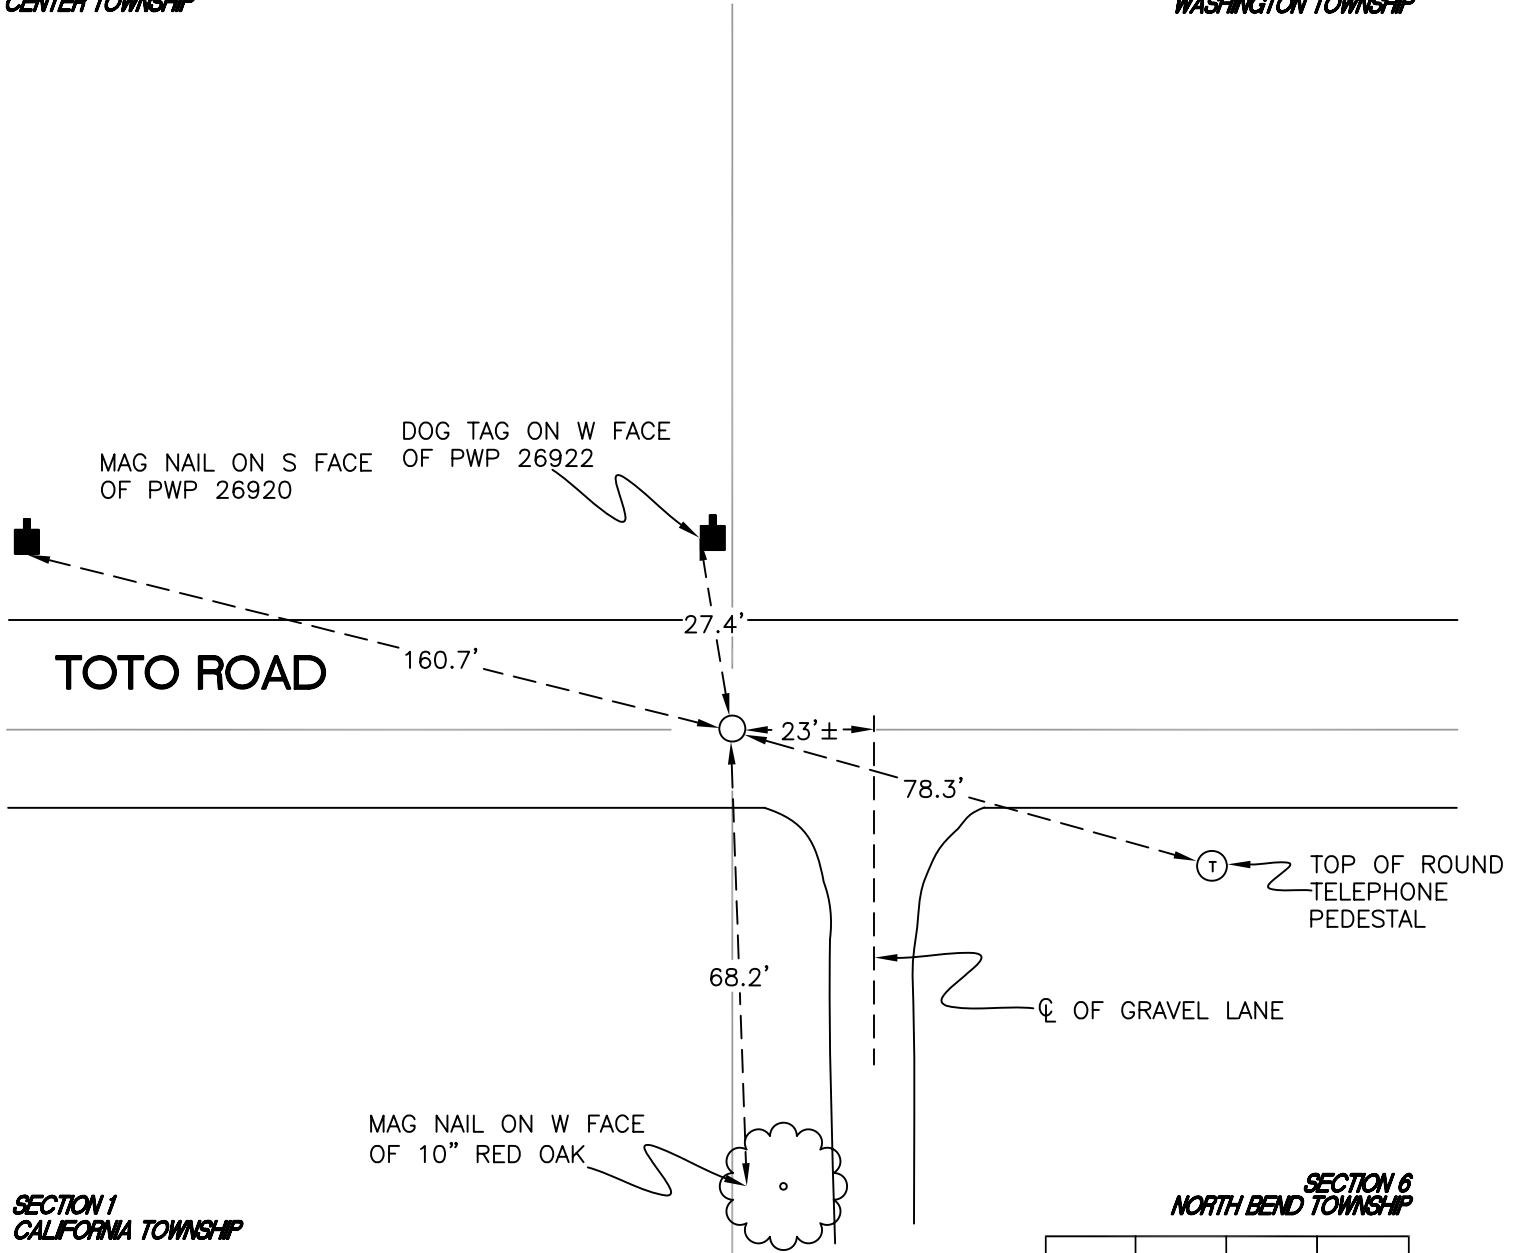 CENTER TOWNSHIP
WASHINGTON TOWNSHIP
DOG TAG ON W FACE
OF PWP 26922
MAG NAIL ON S FACE
OF PWP 26920
27.4'
160.7'
TOTO ROAD
23'±
78.3'
T
TOP OF ROUND
TELEPHONE
PEDESTAL
68.2'
℄ OF GRAVEL LANE
MAG NAIL ON W FACE
OF 10” RED OAK
SECTION 1
CALIFORNIA TOWNSHIP
SECTION 6
NORTH BEND TOWNSHIP